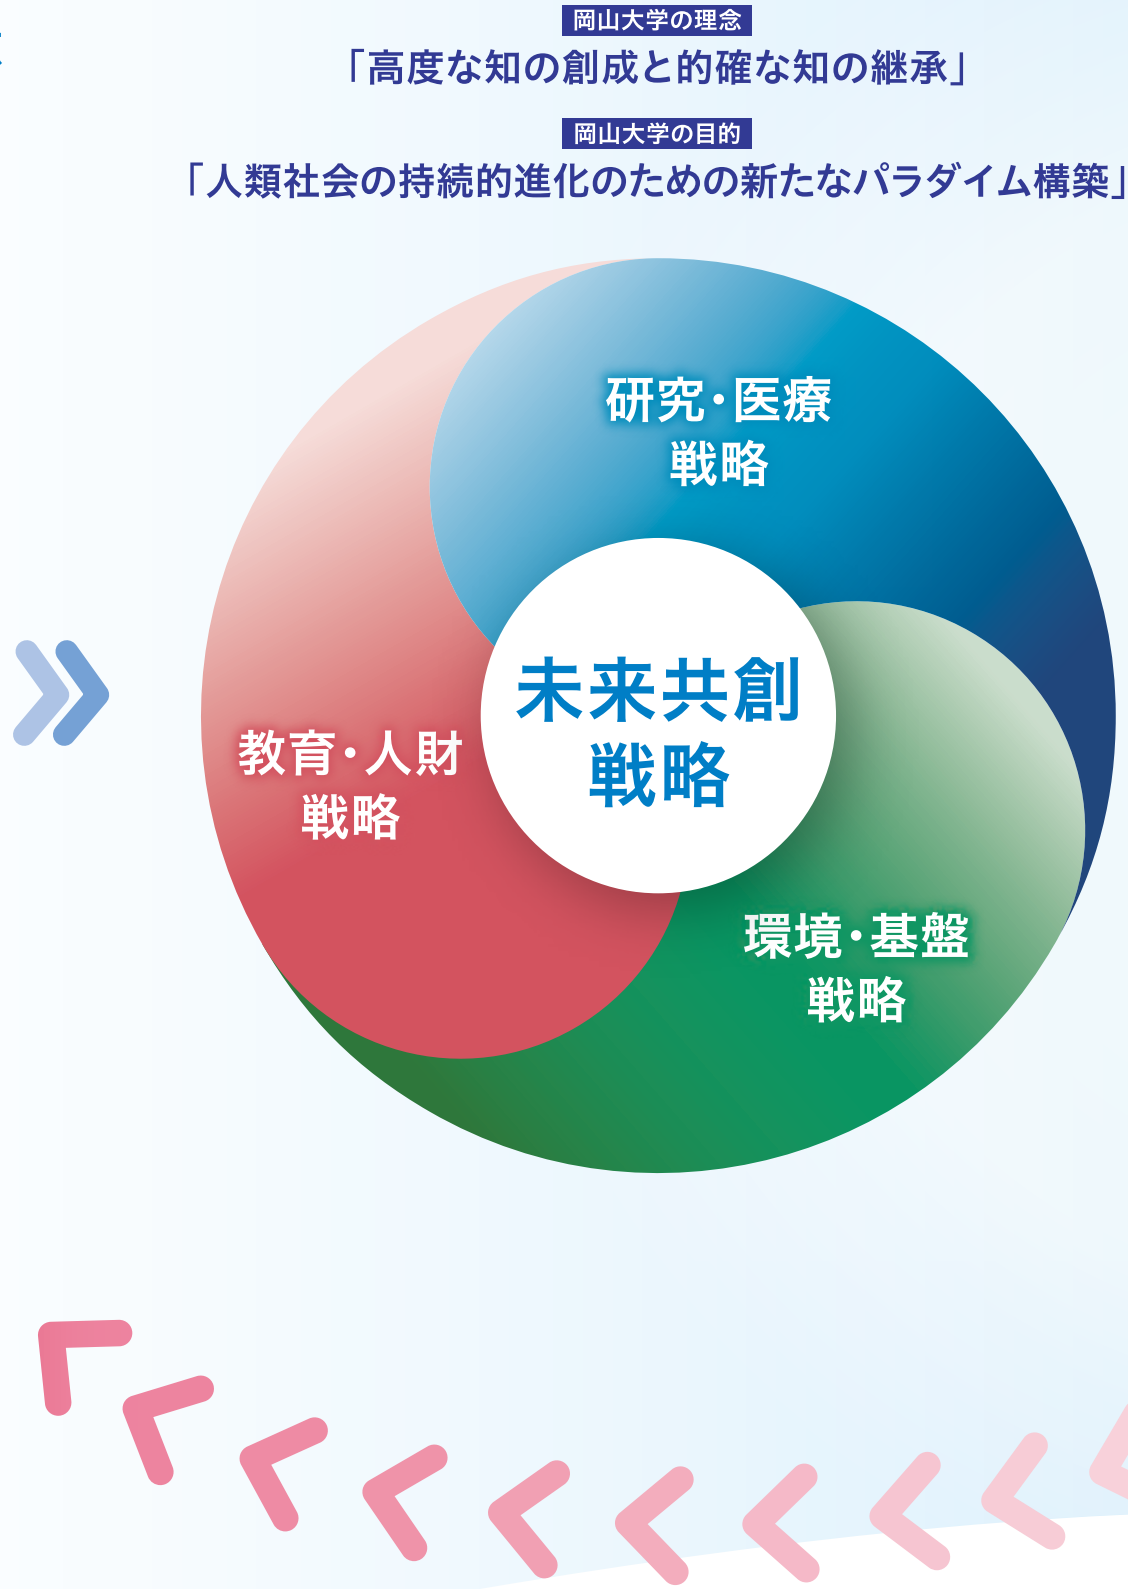 岡山大学の理念
「高度な知の創成と的確な知の継承」
岡山大学の目的
「人類社会の持続的進化のための新たなパラダイム構築」
研究・医療
戦略
未来共創
戦略
教育・人財
戦略
環境・基盤
戦略